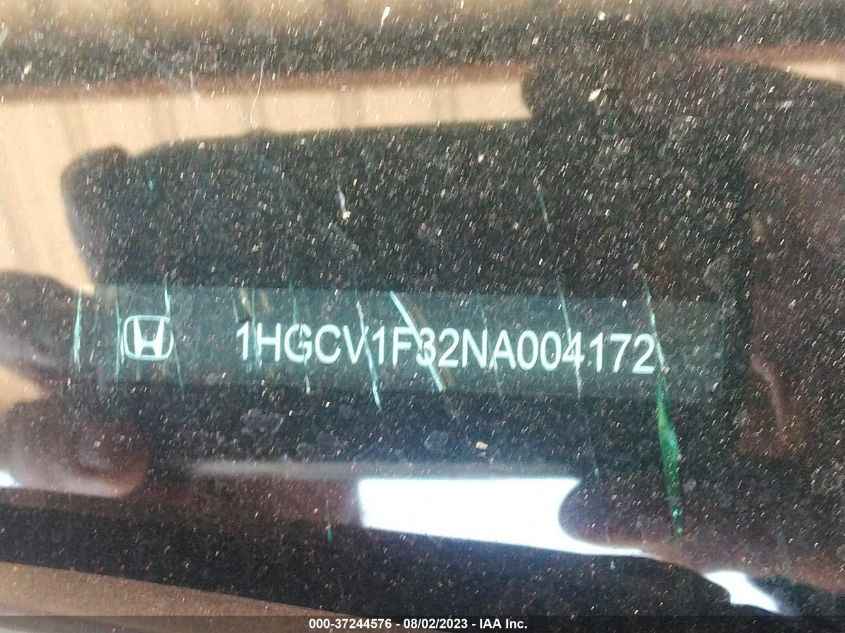 1HGCV1F32NA004172
000-37244576 - 08/02/2023 - IAA Inc.